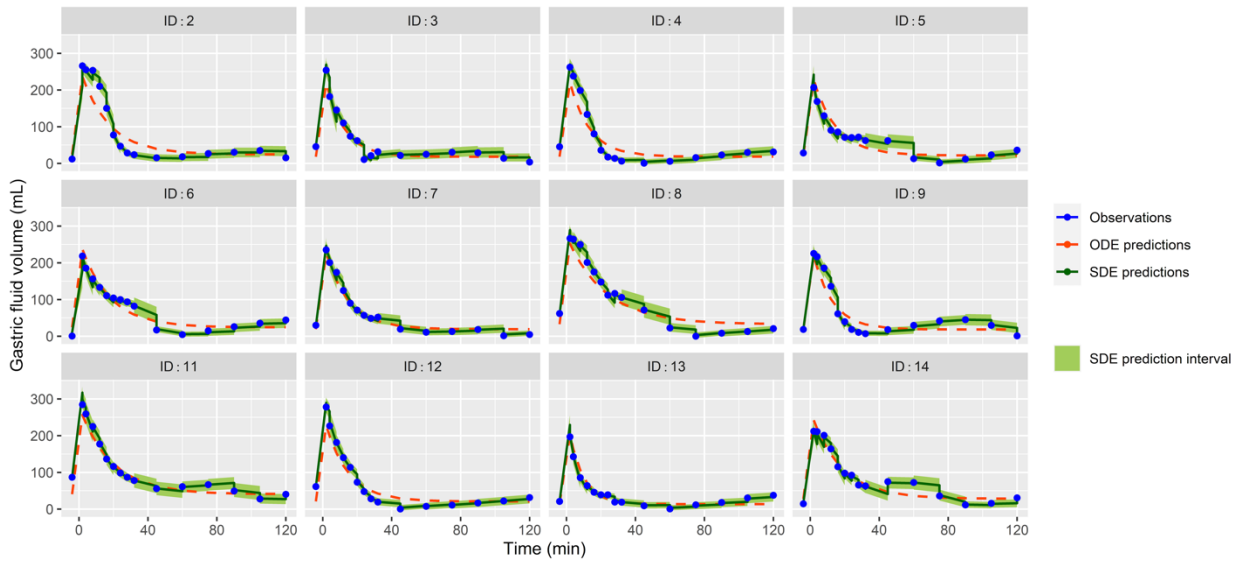 ID : 2
ID : 3
ID : 4
ID : 5
300
200
100
0
ID : 6
ID : 7
ID : 8
ID : 9
300
200
100
0
ID : 11
ID : 12
ID : 13
ID : 14
300
200
100
0
0 40 80 120 0 40 80 120 0 40 80 120 0 40 80 120
Time (min)
Gastric fluid volume (mL)
Observations
ODE predictions
SDE predictions
SDE prediction interval